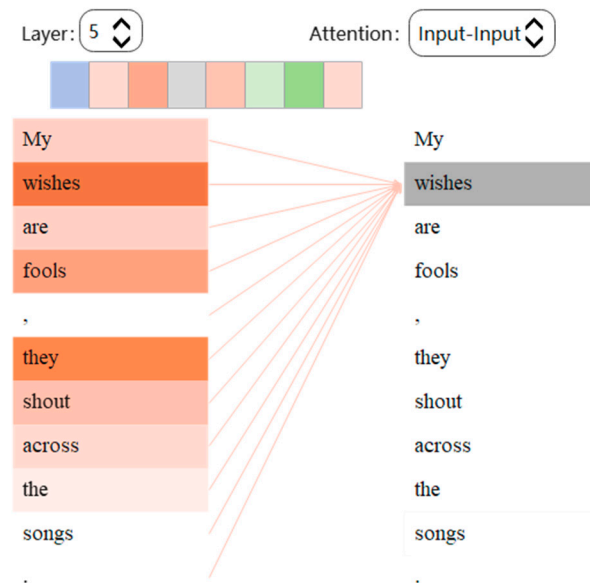 Layer: 5 Attention: Input-Input
My My
wishes wishes
are are
fools fools
, ,
they they
shout shout
across across
the the
songs songs
. .